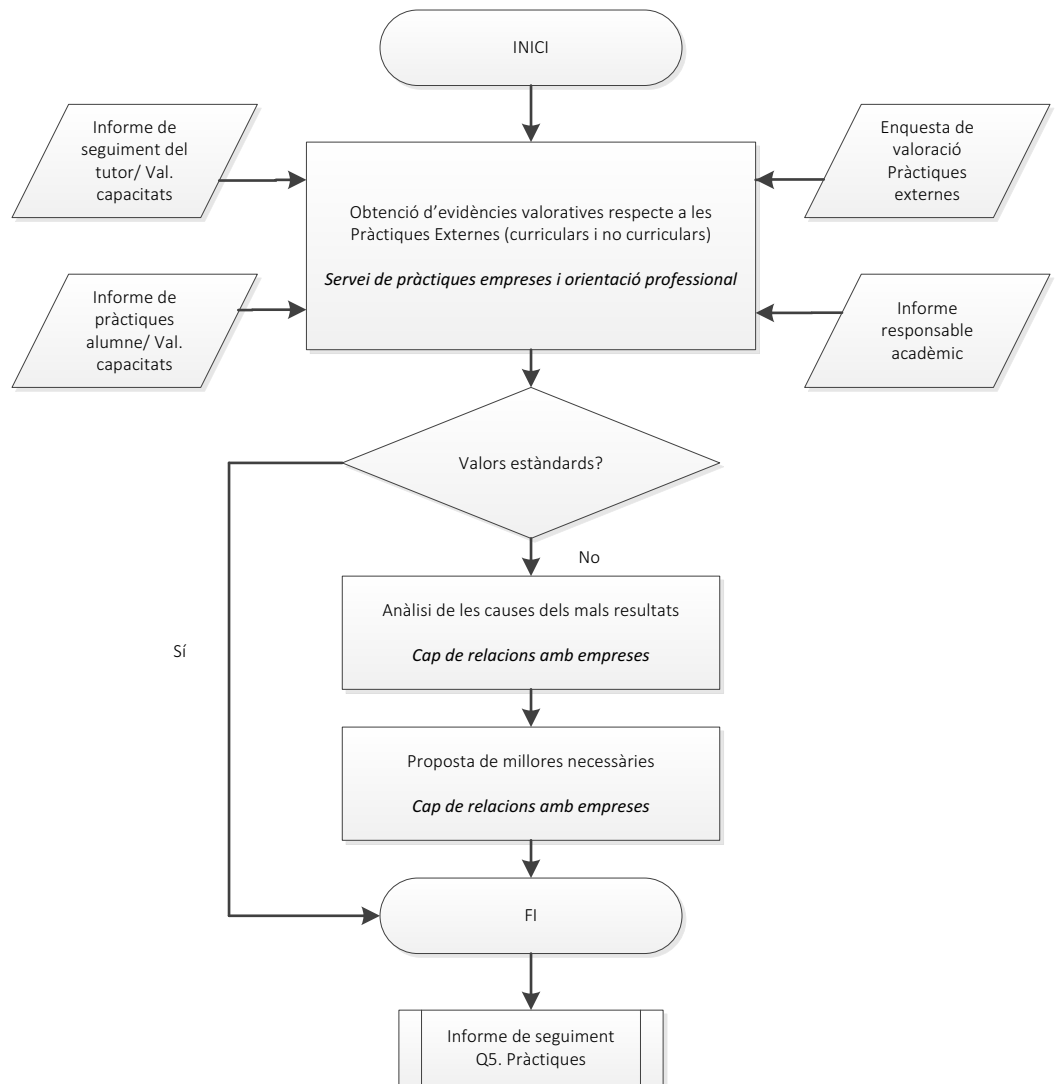 INICI
Informe de
seguiment del
tutor/ Val.
capacitats
Enquesta de
valoració
Pràctiques
externes
Obtenció d’evidències valoratives respecte a les
Pràctiques Externes (curriculars i no curriculars)
Servei de pràctiques empreses i orientació professional
Informe de
pràctiques
alumne/ Val.
capacitats
Informe
responsable
acadèmic
Valors estàndards?
No
Sí
Anàlisi de les causes dels mals resultats
Cap de relacions amb empreses
Proposta de millores necessàries
Cap de relacions amb empreses
FI
Informe de seguiment
Q5. Pràctiques